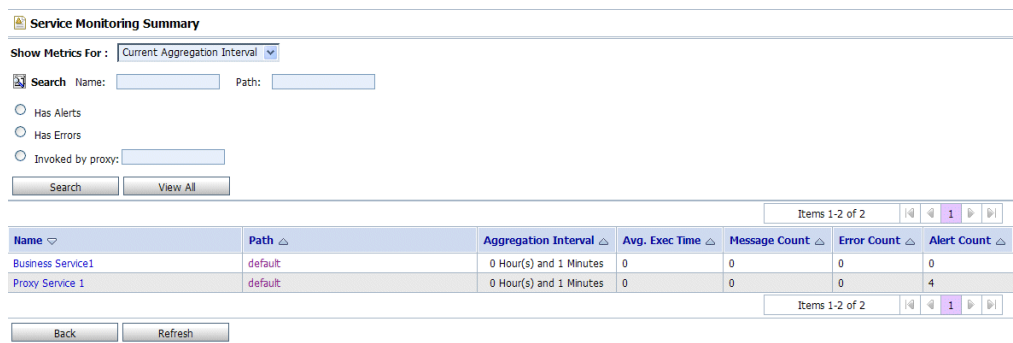 Service Monitoring Summary
Show Metrics For : Current Aggregation Interval
Search Name: Path:
Has Alerts
Has Errors
Invoked by proxy:
Search View All
Items 1-2 of 2 1
Name Path Aggregation Interval Avg. Exec Time Message Count Error Count Alert Count
Business Service1 default 0 Hour(s) and 1 Minutes 0 0 0 0
Proxy Service 1 default 0 Hour(s) and 1 Minutes 0 0 0 4
Items 1-2 of 2 1
Back Refresh